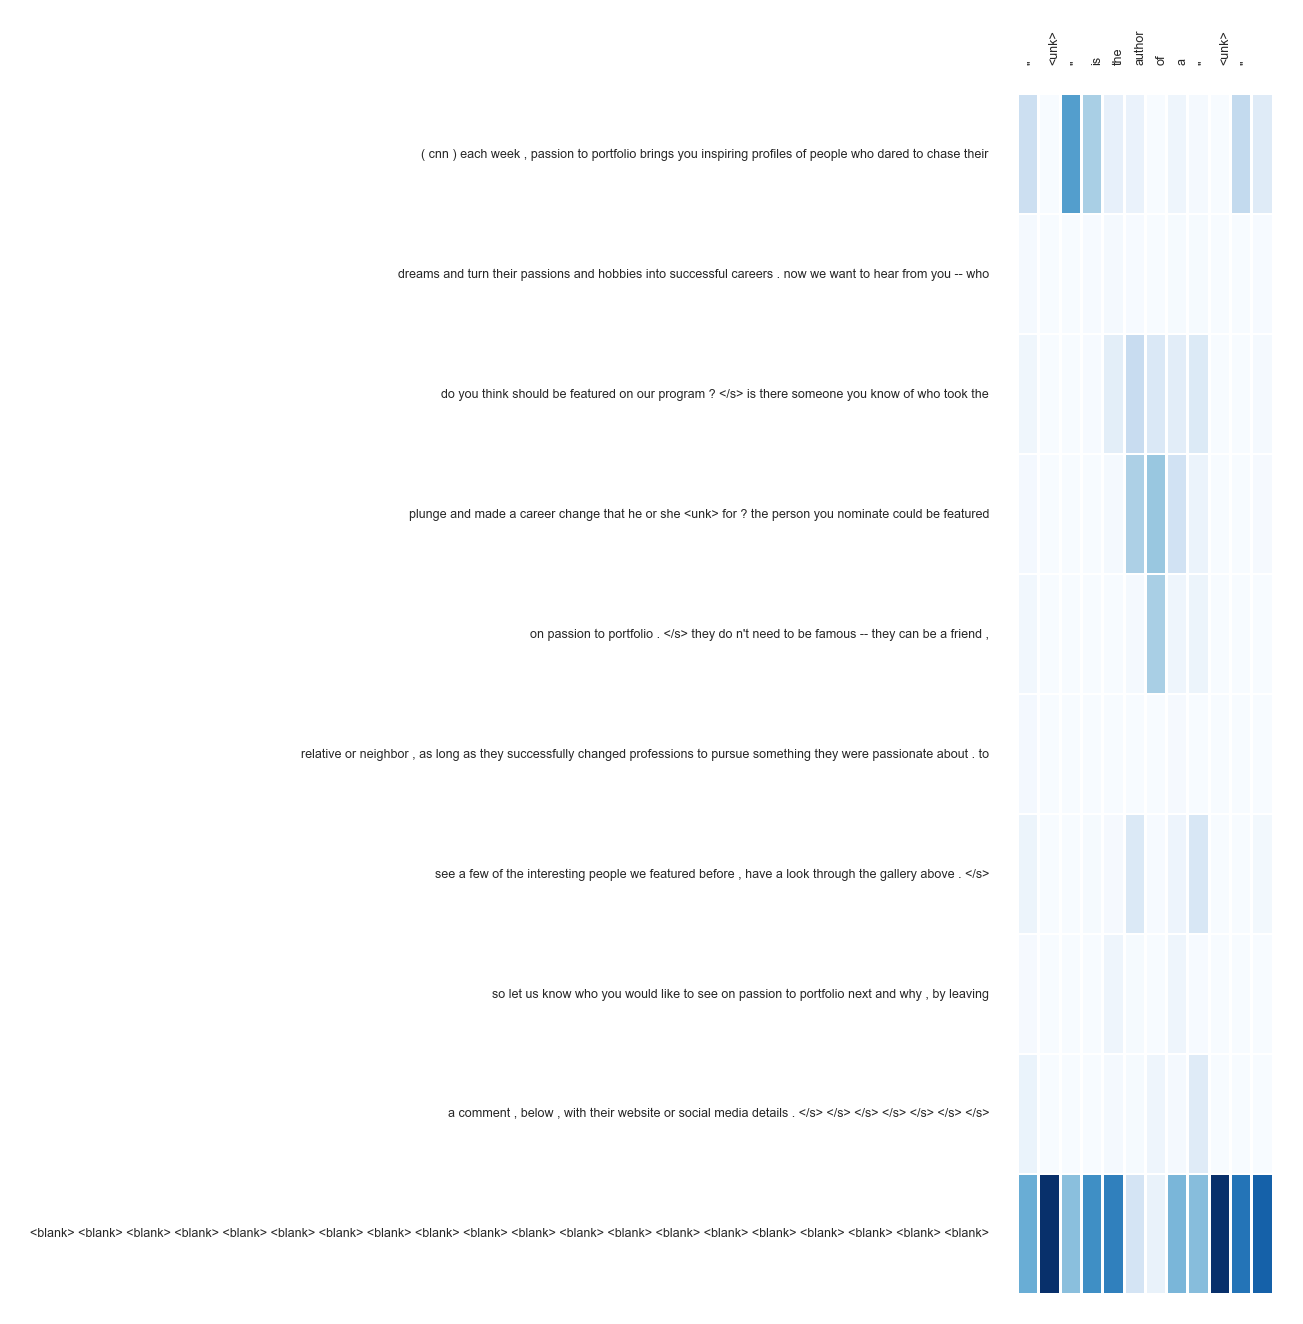 " <unk> " is the author of a " <unk> "
( cnn ) each week , passion to portfolio brings you inspiring profiles of people who dared to chase their
dreams and turn their passions and hobbies into successful careers . now we want to hear from you -- who
do you think should be featured on our program ? </s> is there someone you know of who took the
plunge and made a career change that he or she <unk> for ? the person you nominate could be featured
on passion to portfolio . </s> they do n't need to be famous -- they can be a friend ,
relative or neighbor , as long as they successfully changed professions to pursue something they were passionate about . to
see a few of the interesting people we featured before , have a look through the gallery above . </s>
so let us know who you would like to see on passion to portfolio next and why , by leaving
a comment , below , with their website or social media details . </s> </s> </s> </s> </s> </s> </s>
<blank> <blank> <blank> <blank> <blank> <blank> <blank> <blank> <blank> <blank> <blank> <blank> <blank> <blank> <blank> <blank> <blank> <blank> <blank> <blank>